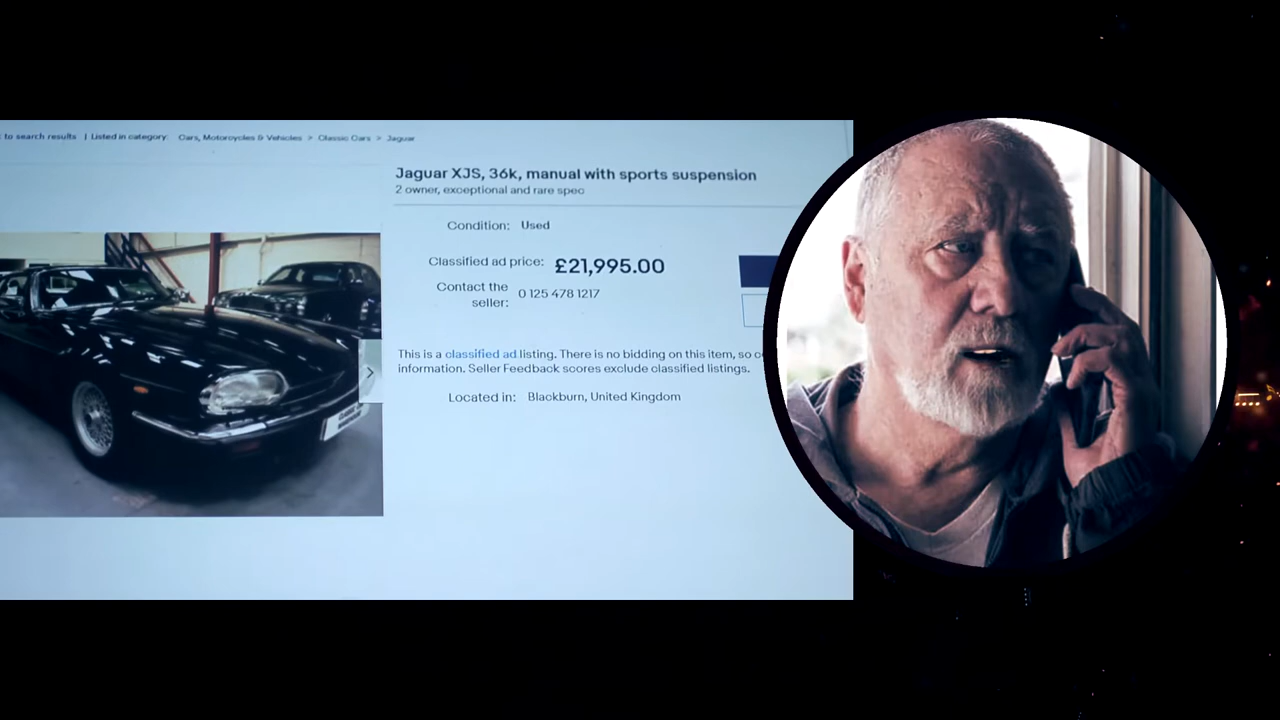 to search results | Listed in category: Cars, Motorcycles & Vehicles > Classic Cars > Jaguar
Jaguar XJS, 36k, manual with sports suspension
2 owner, exceptional and rare spec
Condition: Used
Classified ad price: £21,995.00
Contact the seller: 0 125 478 1217
This is a classified ad listing. There is no bidding on this item, so
information. Seller Feedback scores exclude classified listings.
Located in: Blackburn, United Kingdom